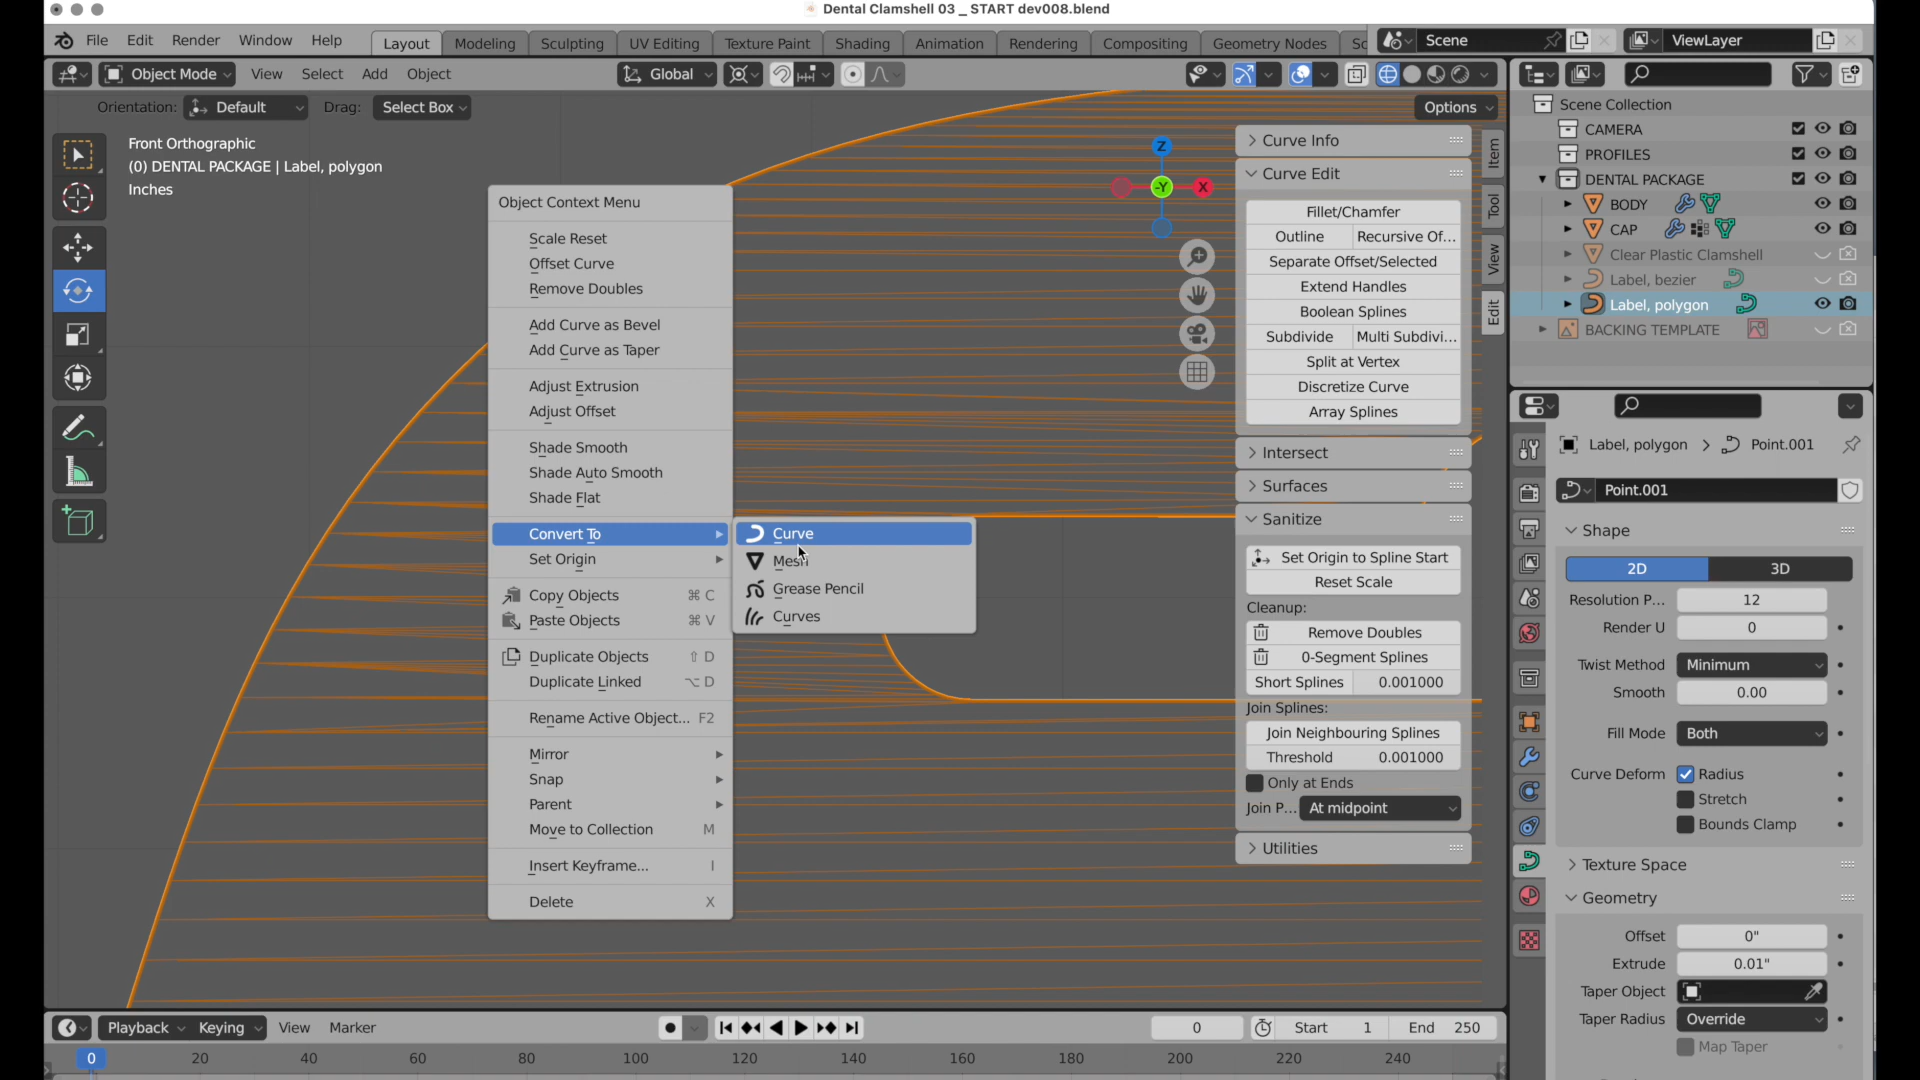 Dental Clamshell 03 _ START dev008.blend
File Edit Render Window Help
Layout Modeling Sculpting UV Editing Texture Paint Shading Animation Rendering Compositing Geometry Nodes Sc
Scene ViewLayer
Object Mode View Select Add Object Global
Orientation: Default Drag: Select Box
Options
Front Orthographic
(0) DENTAL PACKAGE | Label, polygon
Inches
Z
-Y X
Object Context Menu
Scale Reset
Offset Curve
Remove Doubles
Add Curve as Bevel
Add Curve as Taper
Adjust Extrusion
Adjust Offset
Shade Smooth
Shade Auto Smooth
Shade Flat
Convert To
Set Origin
Copy Objects ⌘ C
Paste Objects ⌘ V
Duplicate Objects ⇧ D
Duplicate Linked ⌥ D
Rename Active Object... F2
Mirror
Snap
Parent
Move to Collection M
Insert Keyframe... I
Delete X
Curve
Mesh
Grease Pencil
Curves
Curve Info
Curve Edit
Fillet/Chamfer
Outline Recursive Of...
Separate Offset/Selected
Extend Handles
Boolean Splines
Subdivide Multi Subdivi...
Split at Vertex
Discretize Curve
Array Splines
Intersect
Surfaces
Sanitize
Set Origin to Spline Start
Reset Scale
Cleanup:
Remove Doubles
0-Segment Splines
Short Splines 0.001000
Join Splines:
Join Neighbouring Splines
Threshold 0.001000
Only at Ends
Join P... At midpoint
Utilities
Item
Tool
View
Edit
Scene Collection
CAMERA
PROFILES
DENTAL PACKAGE
BODY
CAP
Clear Plastic Clamshell
Label, bezier
Label, polygon
BACKING TEMPLATE
Label, polygon Point.001
Point.001
Shape
2D 3D
Resolution P... 12
Render U 0
Twist Method Minimum
Smooth 0.00
Fill Mode Both
Curve Deform Radius
Stretch
Bounds Clamp
Texture Space
Geometry
Offset 0"
Extrude 0.01"
Taper Object
Taper Radius Override
Map Taper
Playback Keying View Marker
0 Start 1 End 250
0 20 40 60 80 100 120 140 160 180 200 220 240